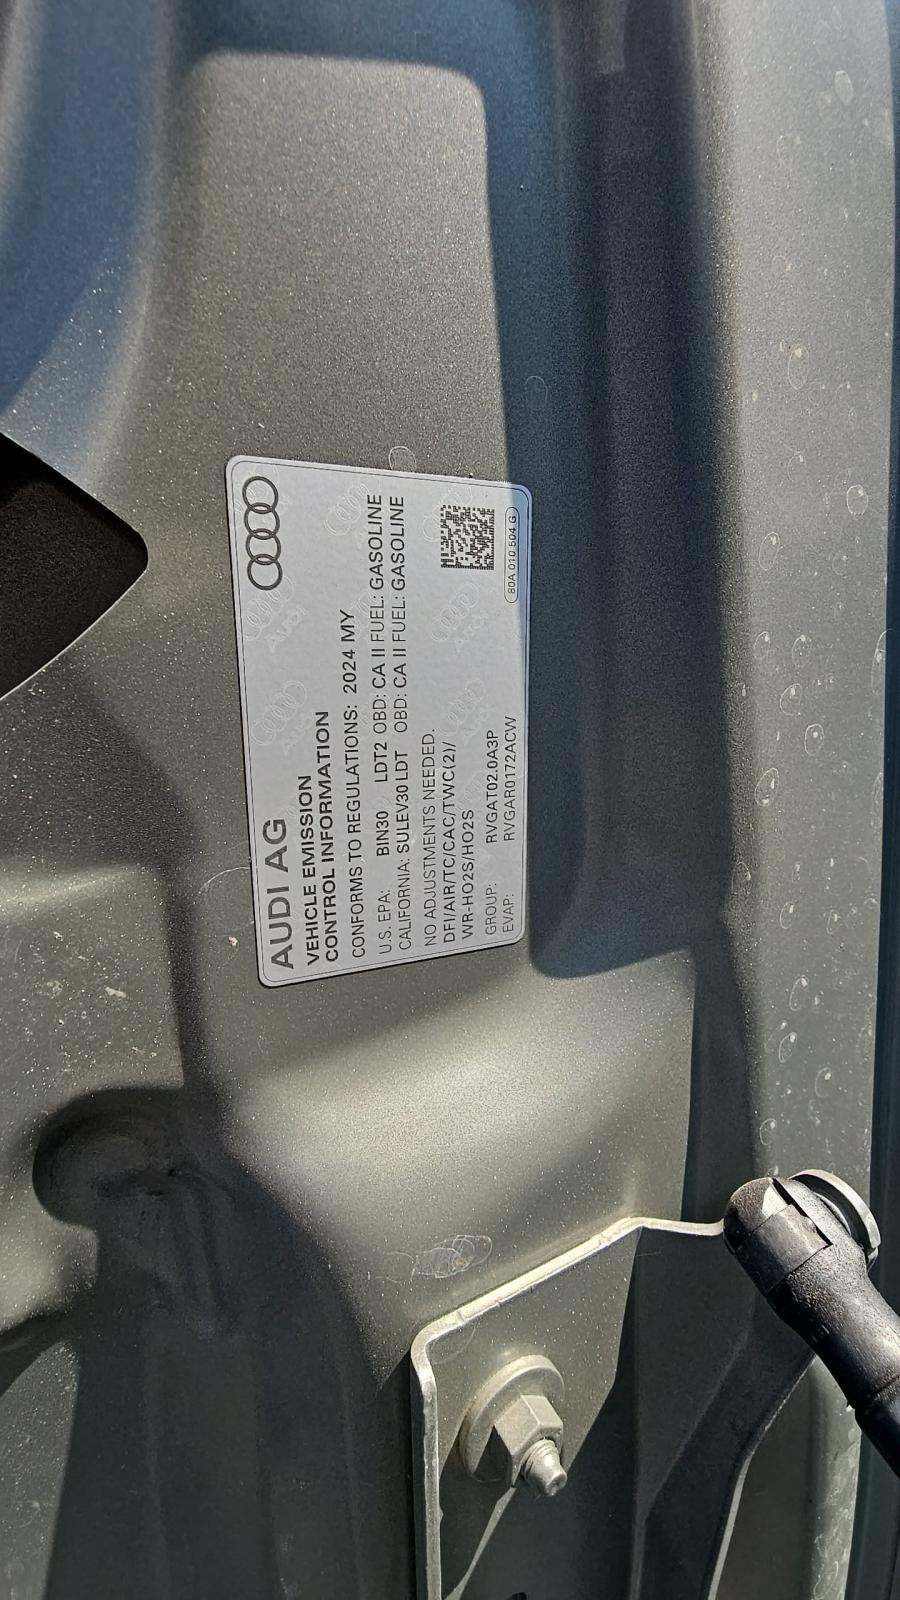 AUDI AG
VEHICLE EMISSION
CONTROL INFORMATION
CONFORMS TO REGULATIONS: 2024 MY
U.S. EPA: BIN30 LDT2 OBD: CA II FUEL: GASOLINE
CALIFORNIA: SULEV30 LDT OBD: CA II FUEL: GASOLINE
NO ADJUSTMENTS NEEDED.
DFI/AIR/TC/CAC/TWC(2)/
WR-HO2S/HO2S
GROUP: RVGAT02.0A3P
EVAP: RVGAR0172ACW
80A 010 504 G